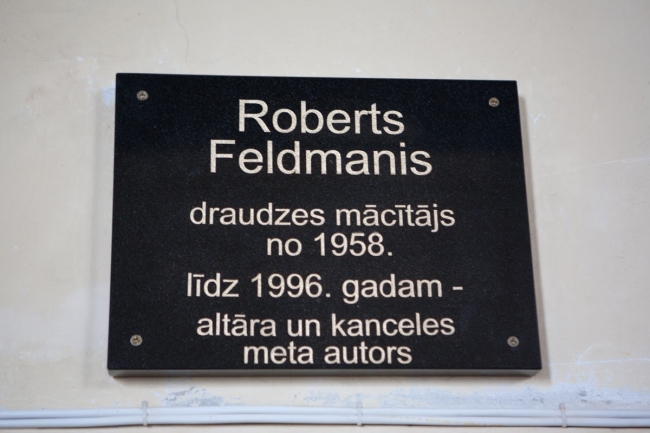 Roberts
Feldmanis
draudzes mācītājs
no 1958.
līdz 1996. gadam -
altāra un kanceles
meta autors